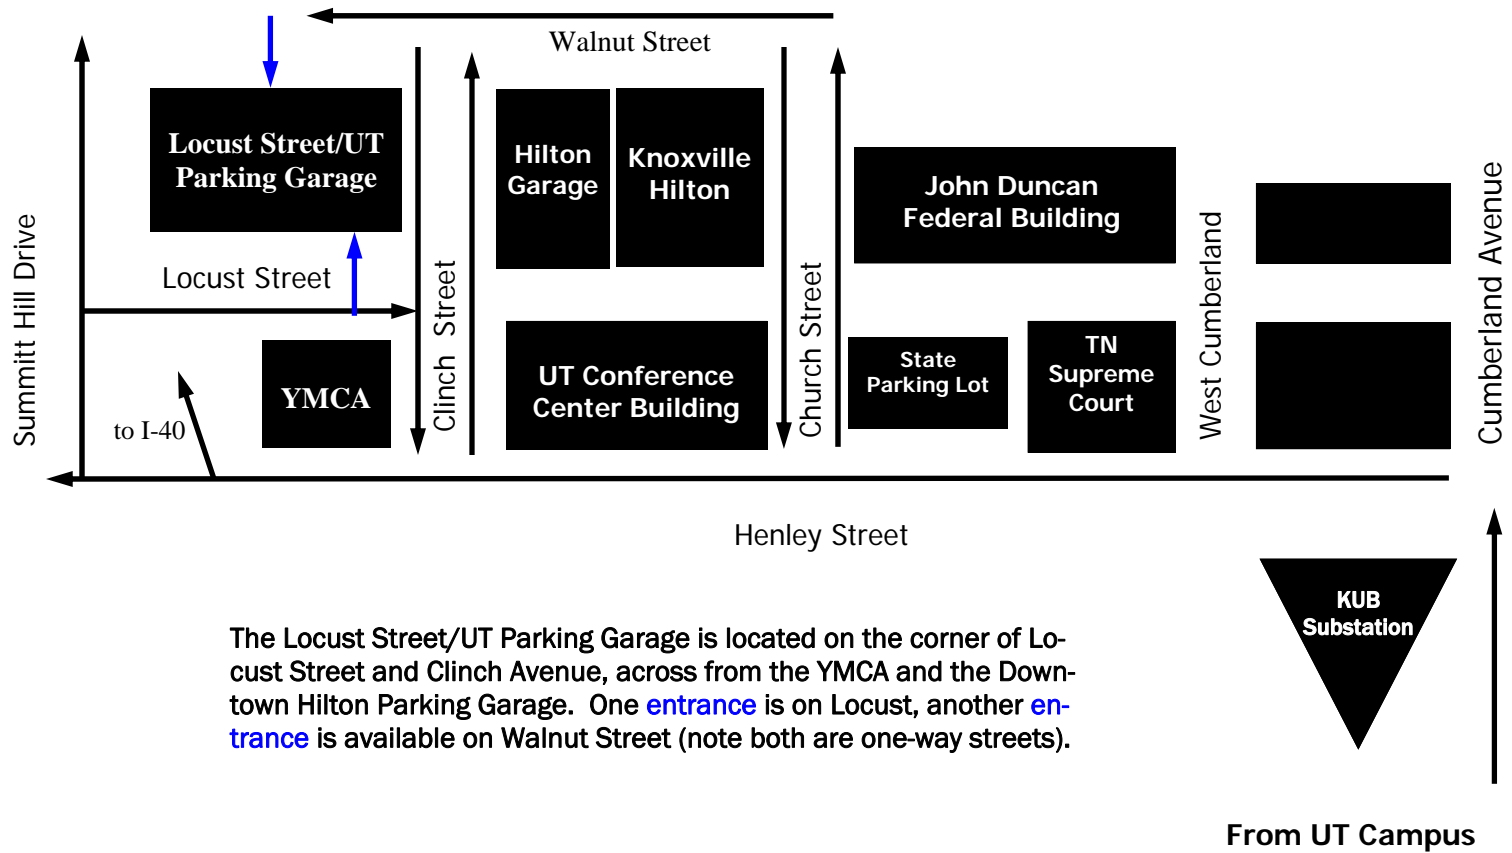 Walnut Street
Locust Street/UT
Parking Garage
Hilton
Garage
Knoxville
Hilton
John Duncan
Federal Building
Summitt Hill Drive
Locust Street
Clinch Street
Church Street
West Cumberland
Cumberland Avenue
YMCA
to I-40
UT Conference
Center Building
State
Parking Lot
TN
Supreme
Court
Henley Street
KUB
Substation
The Locust Street/UT Parking Garage is located on the corner of Lo-
cust Street and Clinch Avenue, across from the YMCA and the Down-
town Hilton Parking Garage. One entrance is on Locust, another en-
trance is available on Walnut Street (note both are one-way streets).
From UT Campus